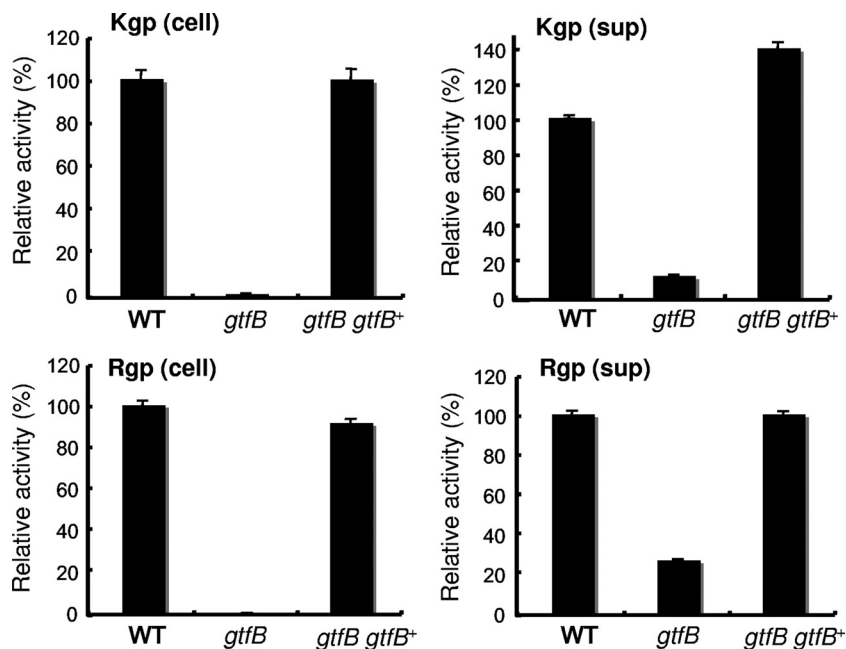 Kgp (cell)
Relative activity (%)
120
100
80
60
40
20
0
WT gtfB gtfB gtfB⁺
Kgp (sup)
Relative activity (%)
140
120
100
80
60
40
20
0
WT gtfB gtfB gtfB⁺
Rgp (cell)
Relative activity (%)
120
100
80
60
40
20
0
WT gtfB gtfB gtfB⁺
Rgp (sup)
Relative activity (%)
120
100
80
60
40
20
0
WT gtfB gtfB gtfB⁺